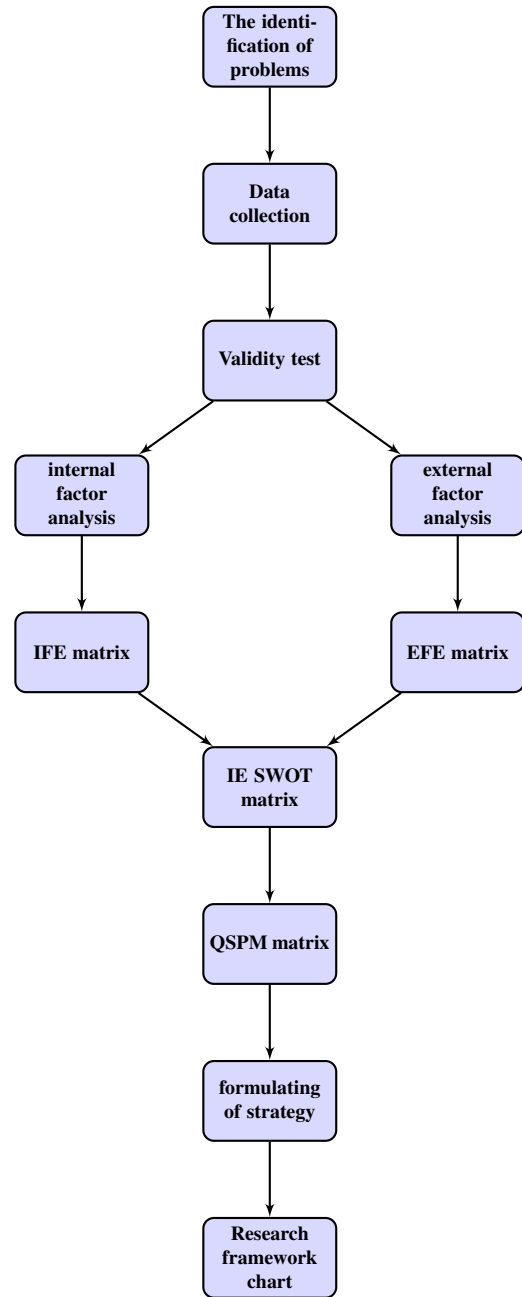 The identi-
fication of
problems
Data
collection
Validity test
internal
factor
analysis
external
factor
analysis
IFE matrix
EFE matrix
IE SWOT
matrix
QSPM matrix
formulating
of strategy
Research
framework
chart